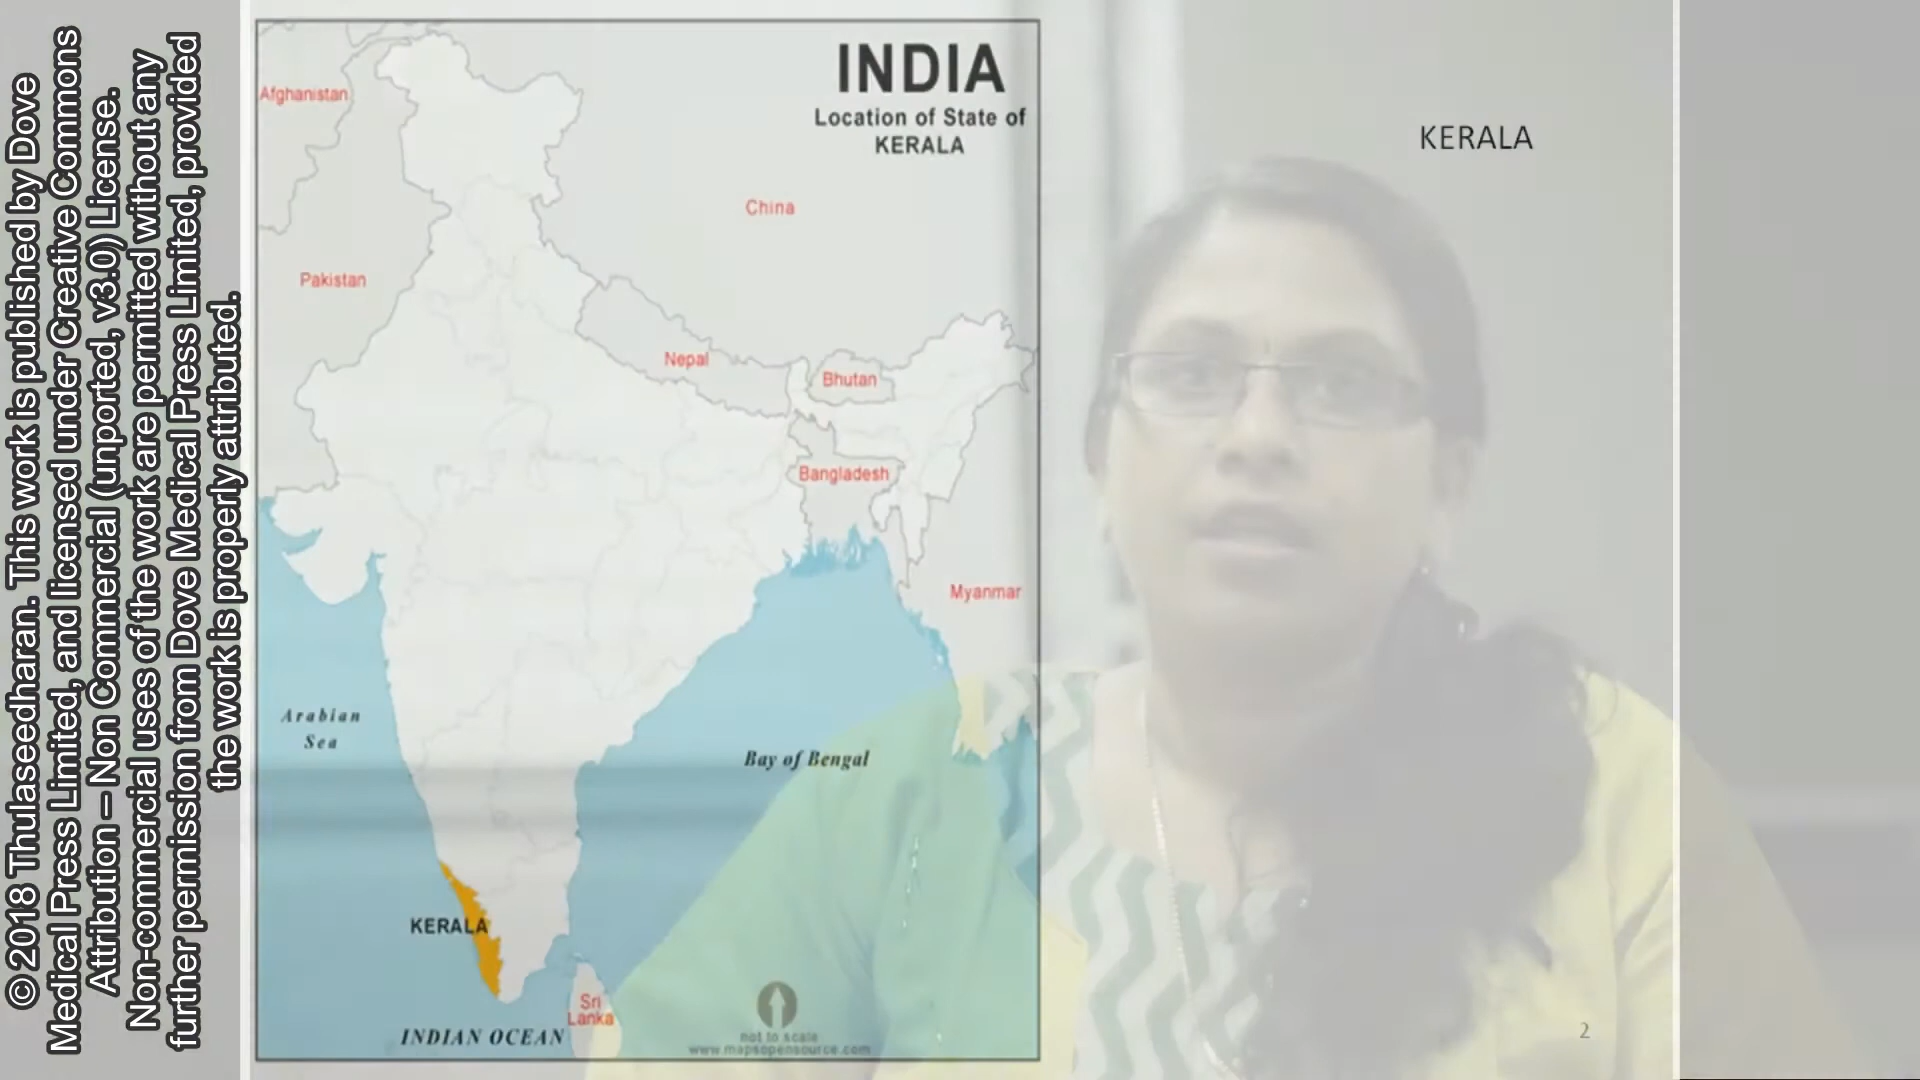 © 2018 Thulaseedharan. This work is published by Dove
Medical Press Limited, and licensed under Creative Commons
Attribution – Non Commercial (unported, v3.0) License.
Non-commercial uses of the work are permitted without any
further permission from Dove Medical Press Limited, provided
the work is properly attributed.
INDIA
Location of State of
KERALA
Afghanistan
China
Pakistan
Nepal
Bhutan
Bangladesh
Myanmar
Arabian
Sea
Bay of Bengal
KERALA
Sri
Lanka
INDIAN OCEAN
not to scale
www.mapsopensource.com
KERALA
2